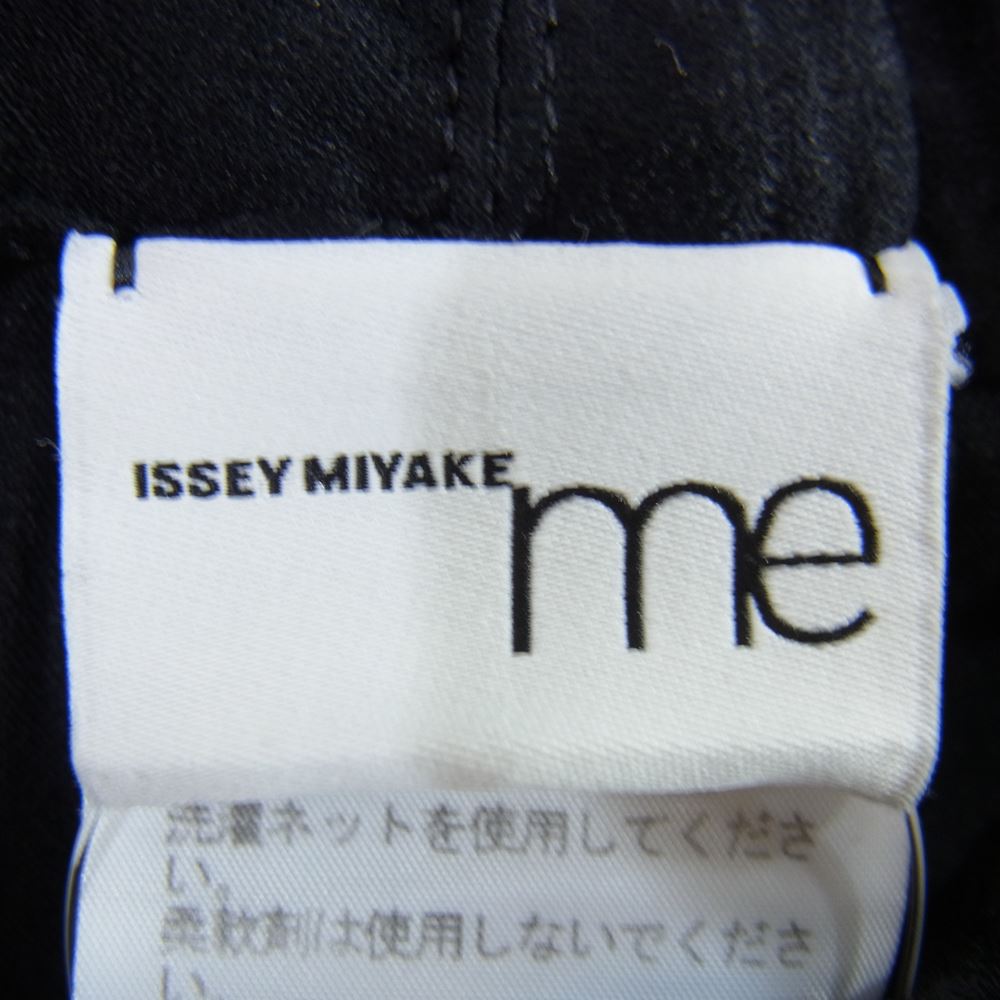 ISSEY MIYAKE
me
洗濯ネットを使用してくださ
い。
柔軟剤は使用しないでくださ
い